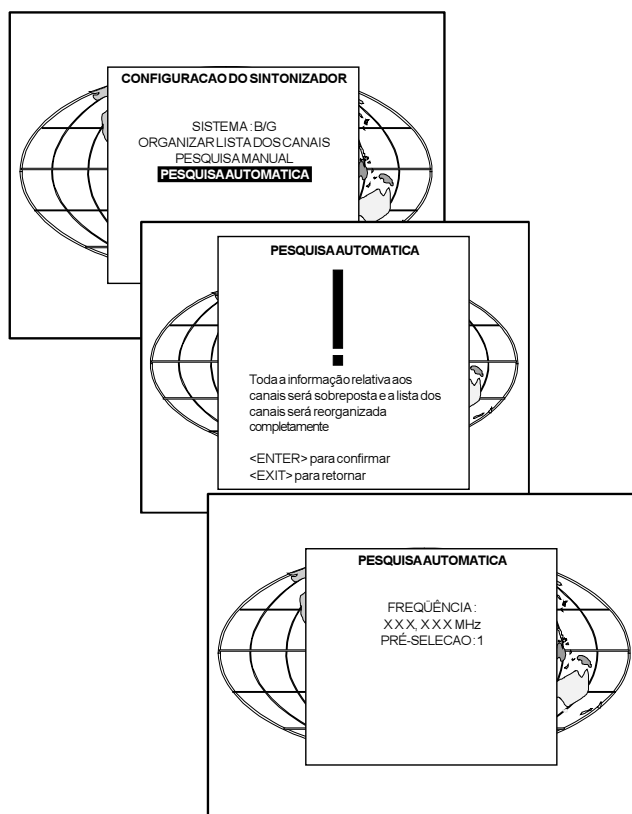 CONFIGURACAO DO SINTONIZADOR
SISTEMA : B/G
ORGANIZAR LISTA DOS CANAIS
PESQUISA MANUAL
PESQUISA AUTOMATICA
PESQUISA AUTOMATICA
!
Toda a informação relativa aos
canais será sobreposta e a lista dos
canais será reorganizada
completamente
<ENTER> para confirmar
<EXIT> para retornar
PESQUISA AUTOMATICA
FREQÜÊNCIA :
X X X, X X X MHz
PRÉ-SELECAO : 1